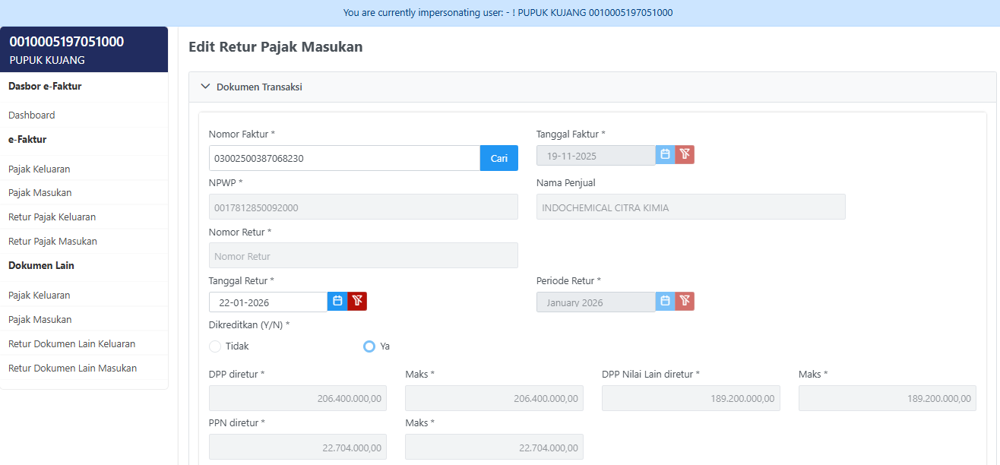 You are currently impersonating user: - ! PUPUK KUJANG 0010005197051000
0010005197051000
PUPUK KUJANG
Dasbor e-Faktur
Dashboard
e-Faktur
Pajak Keluaran
Pajak Masukan
Retur Pajak Keluaran
Retur Pajak Masukan
Dokumen Lain
Pajak Keluaran
Pajak Masukan
Retur Dokumen Lain Keluaran
Retur Dokumen Lain Masukan
Edit Retur Pajak Masukan
Dokumen Transaksi
Nomor Faktur * Tanggal Faktur *
03002500387068230 Cari 19-11-2025
NPWP * Nama Penjual
0017812850092000 INDOCHEMICAL CITRA KIMIA
Nomor Retur *
Nomor Retur
Tanggal Retur * Periode Retur *
22-01-2026 January 2026
Dikreditkan (Y/N) *
Tidak Ya
DPP diretur * Maks * DPP Nilai Lain diretur * Maks *
206.400.000,00 206.400.000,00 189.200.000,00 189.200.000,00
PPN diretur * Maks *
22.704.000,00 22.704.000,00